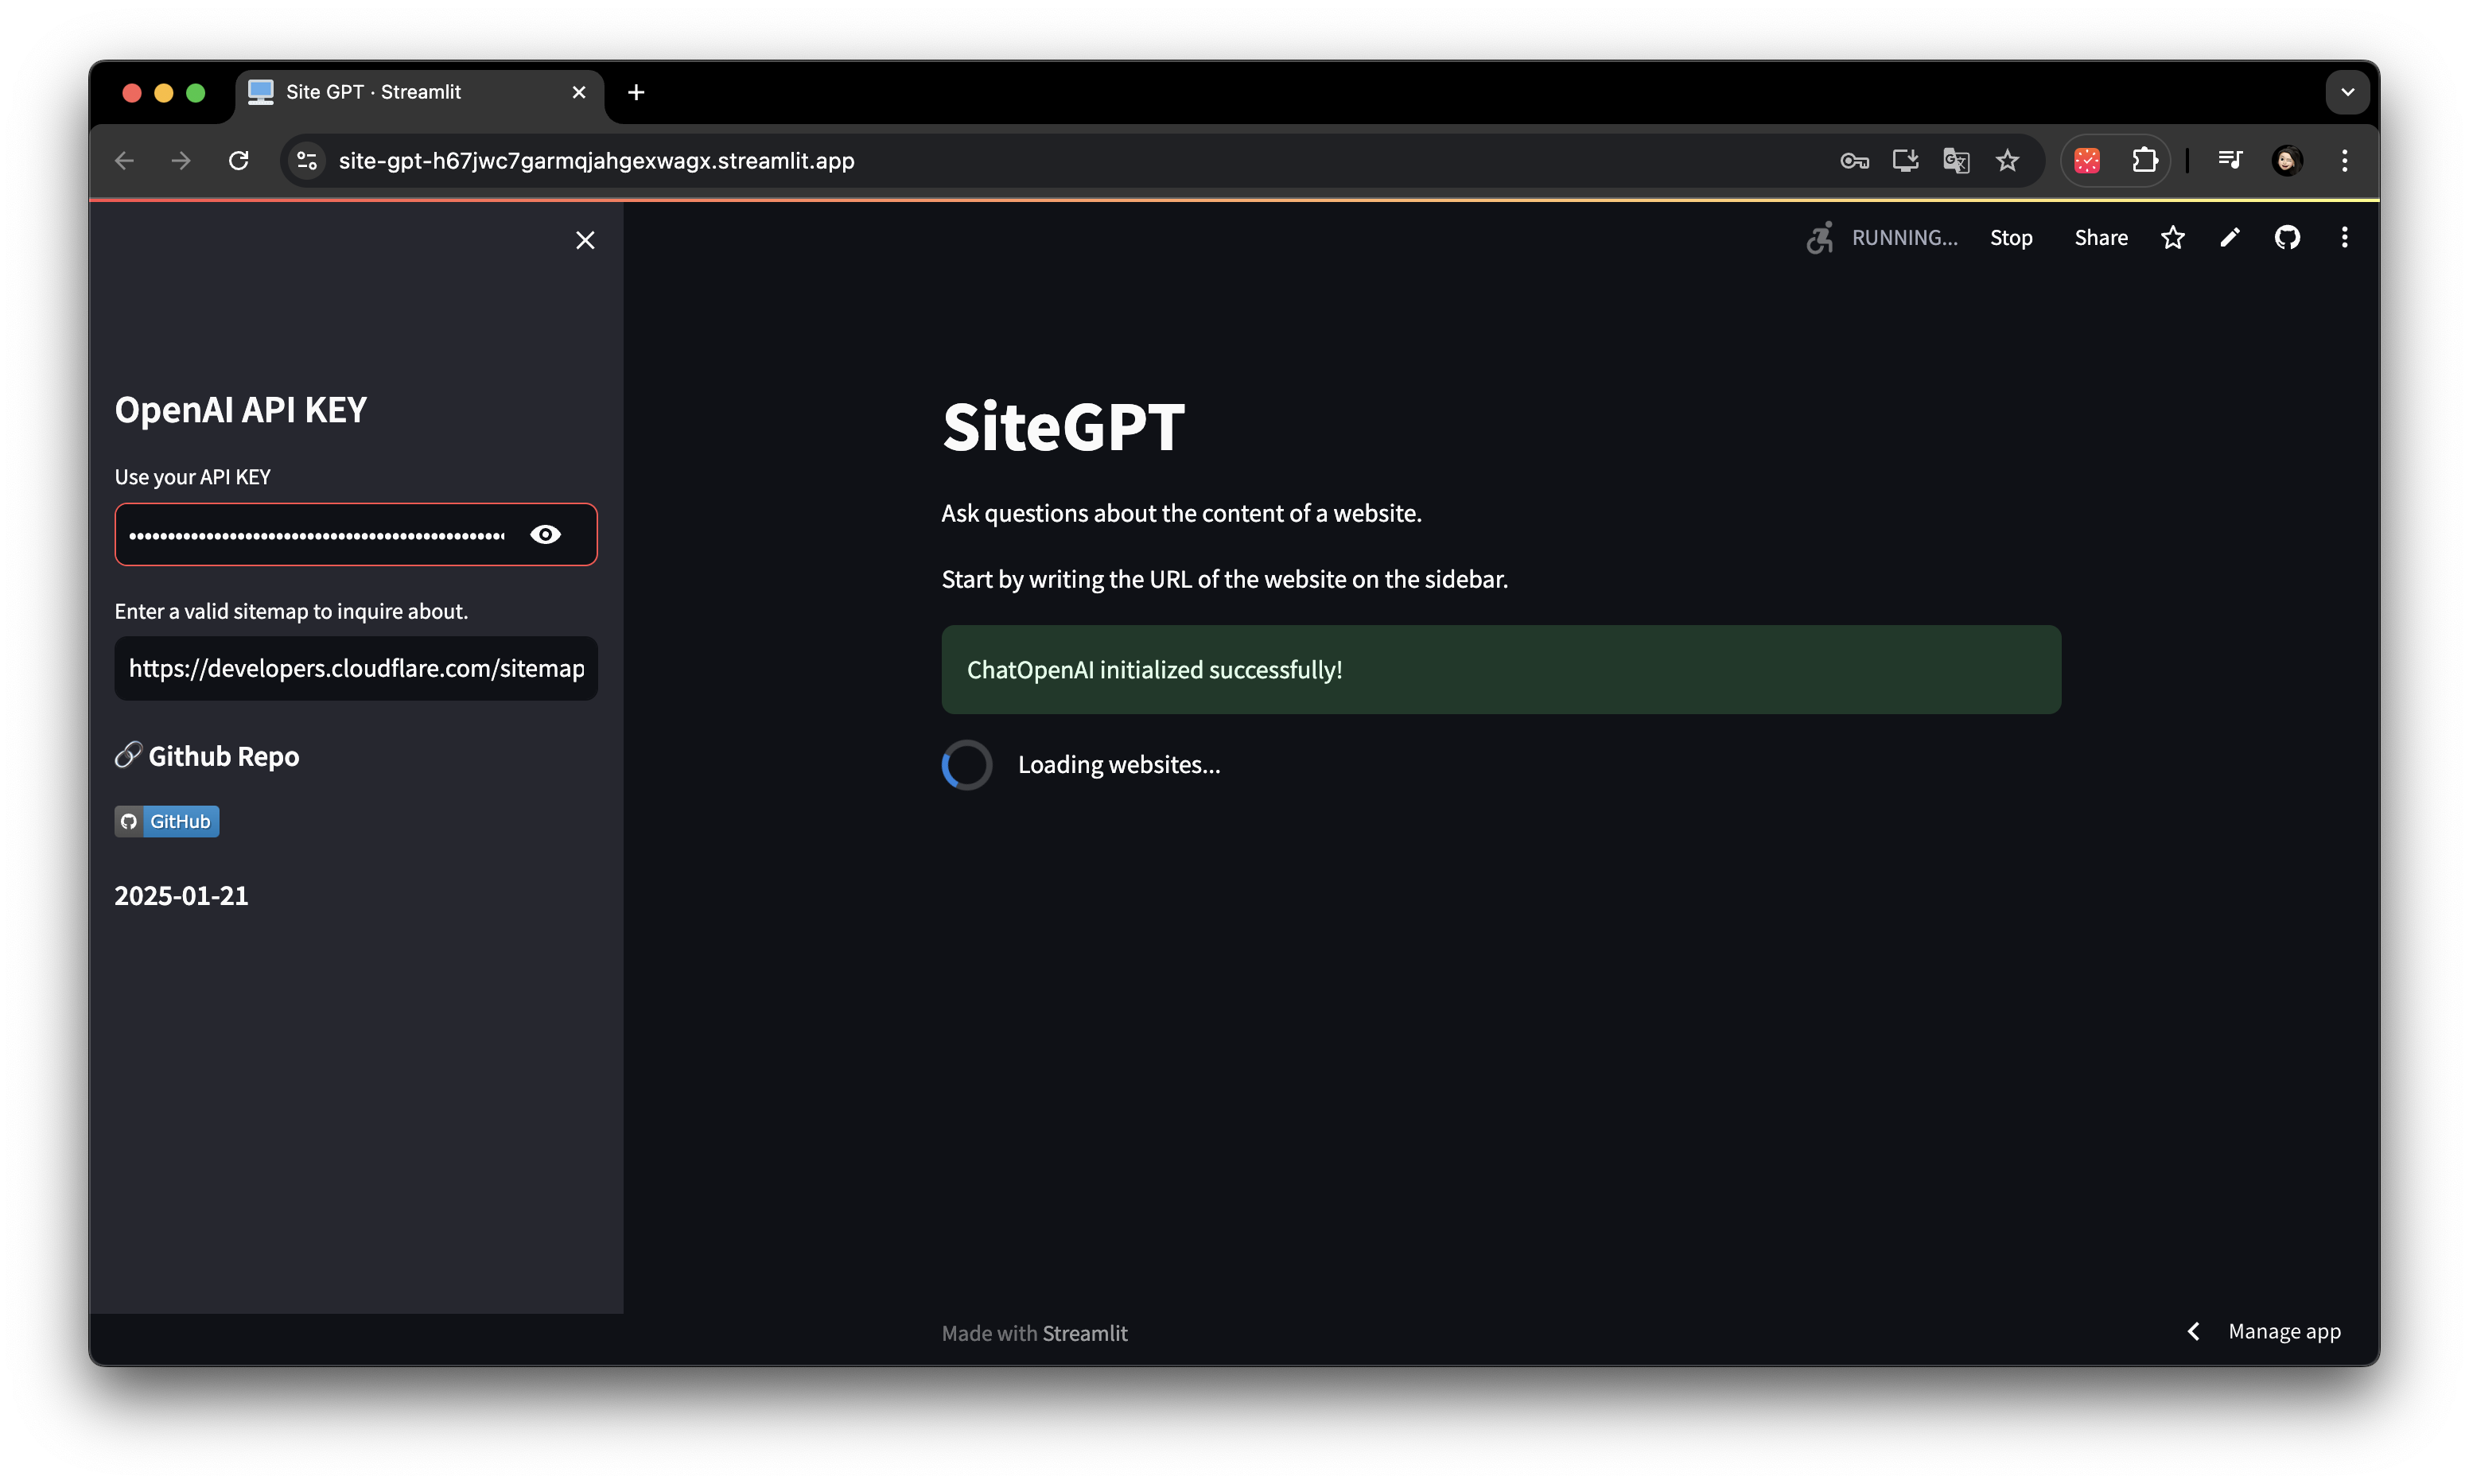 Site GPT · Streamlit
site-gpt-h67jwc7garmqjahgexwagx.streamlit.app
RUNNING...
Stop
Share
OpenAI API KEY
Use your API KEY
Enter a valid sitemap to inquire about.
https://developers.cloudflare.com/sitemap
Github Repo
GitHub
2025-01-21
SiteGPT
Ask questions about the content of a website.
Start by writing the URL of the website on the sidebar.
ChatOpenAI initialized successfully!
Loading websites...
Made with Streamlit
Manage app